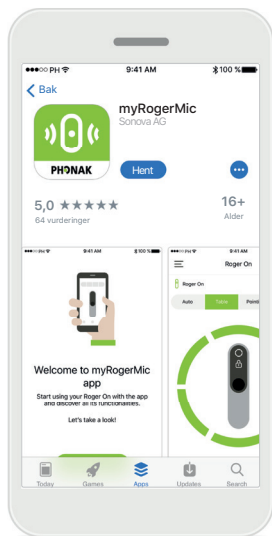 PH 9:41 AM 100 %
Bak
myRogerMic
Sonova AG
PHONAK
Hent
5,0 ★★★★★
16+
64 vurderinger
Alder
PH 9:41 AM $100 %
Welcome to myRogerMic
app
Start using your Roger On with the app
and discover all its functionalities.
Let's take a look!
PH 9:41 AM
Roger On
Roger On
Auto Table
Today Games Apps Updates Search